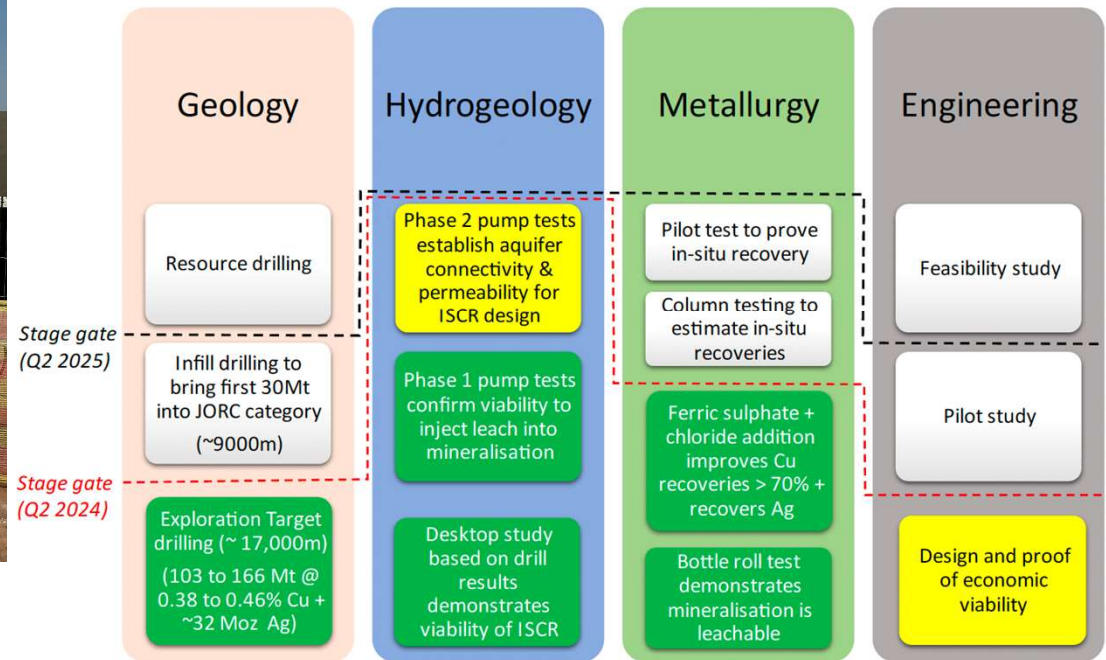 Geology
Hydrogeology
Metallurgy
Engineering
Resource drilling
Phase 2 pump tests
establish aquifer
connectivity &
permeability for
ISCR design
Pilot test to prove
in-situ recovery
Column testing to
estimate in-situ
recoveries
Feasibility study
Stage gate
(Q2 2025)
Infill drilling to
bring first 30Mt
into JORC category
(~9000m)
Phase 1 pump tests
confirm viability to
inject leach into
mineralisation
Ferric sulphate +
chloride addition
improves Cu
recoveries > 70% +
recovers Ag
Pilot study
Stage gate
(Q2 2024)
Exploration Target
drilling (~ 17,000m)
(103 to 166 Mt @
0.38 to 0.46% Cu +
~32 Moz Ag)
Desktop study
based on drill
results
demonstrates
viability of ISCR
Bottle roll test
demonstrates
mineralisation is
leachable
Design and proof
of economic
viability